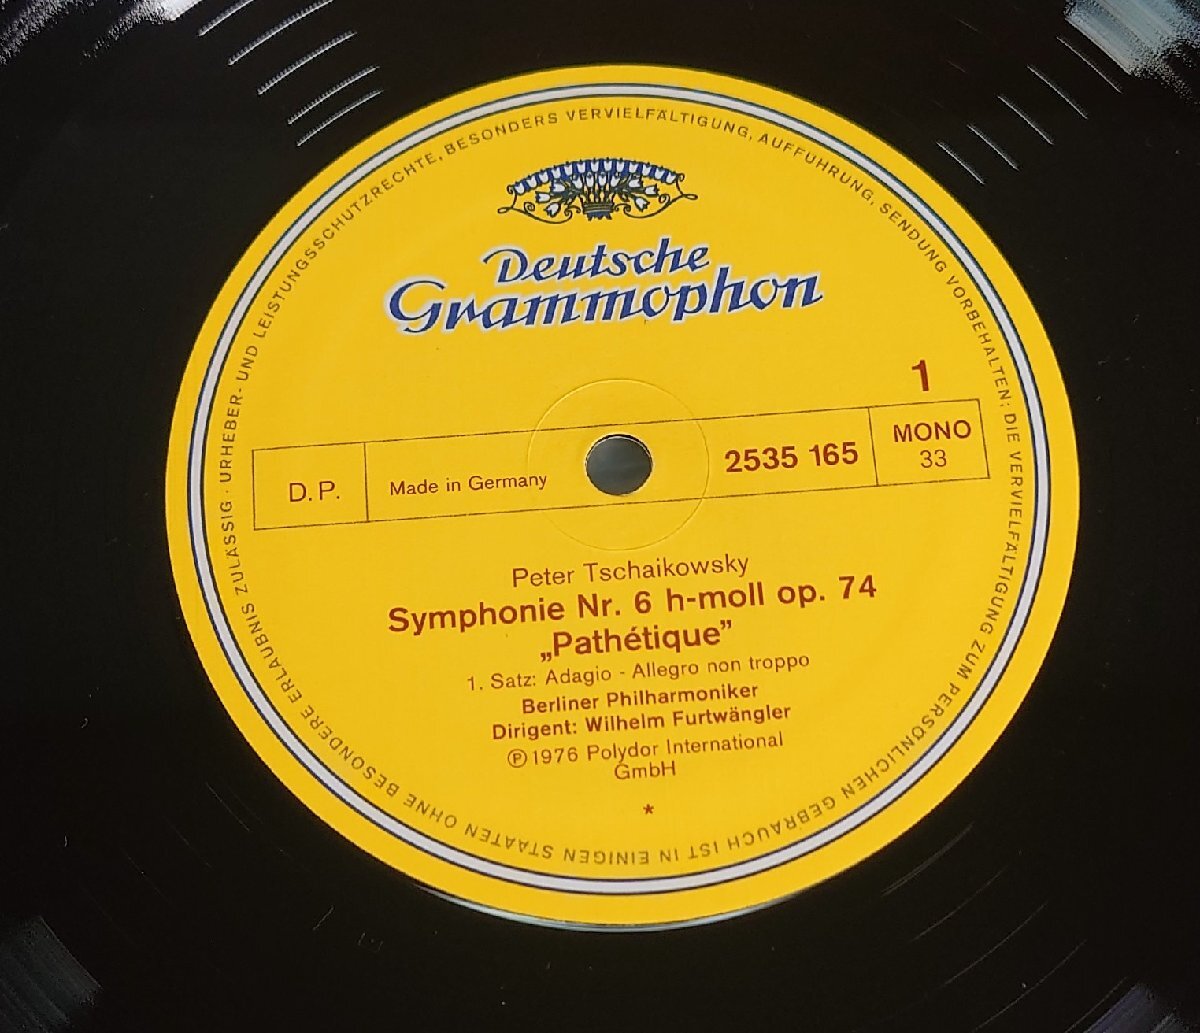 Deutsche
Grammophon
1
D.P.
Made in Germany
2535 165
MONO
33
Peter Tschaikowsky
Symphonie Nr. 6 h-moll op. 74
„Pathétique”
1. Satz: Adagio - Allegro non troppo
Berliner Philharmoniker
Dirigent: Wilhelm Furtwängler
Ⓟ1976 Polydor International
GmbH
*
URHEBER- UND LEISTUNGSSCHUTZRECHTE, BESONDERS VERVIELFÄLTIGUNG, AUFFÜHRUNG, SENDUNG VORBEHALTEN; DIE VERVIELFÄLTIGUNG ZUM PERSÖNLICHEN GEBRAUCH IST IN EINIGEN STAATEN OHNE BESONDERE ERLAUBNIS ZULÄSSIG ·